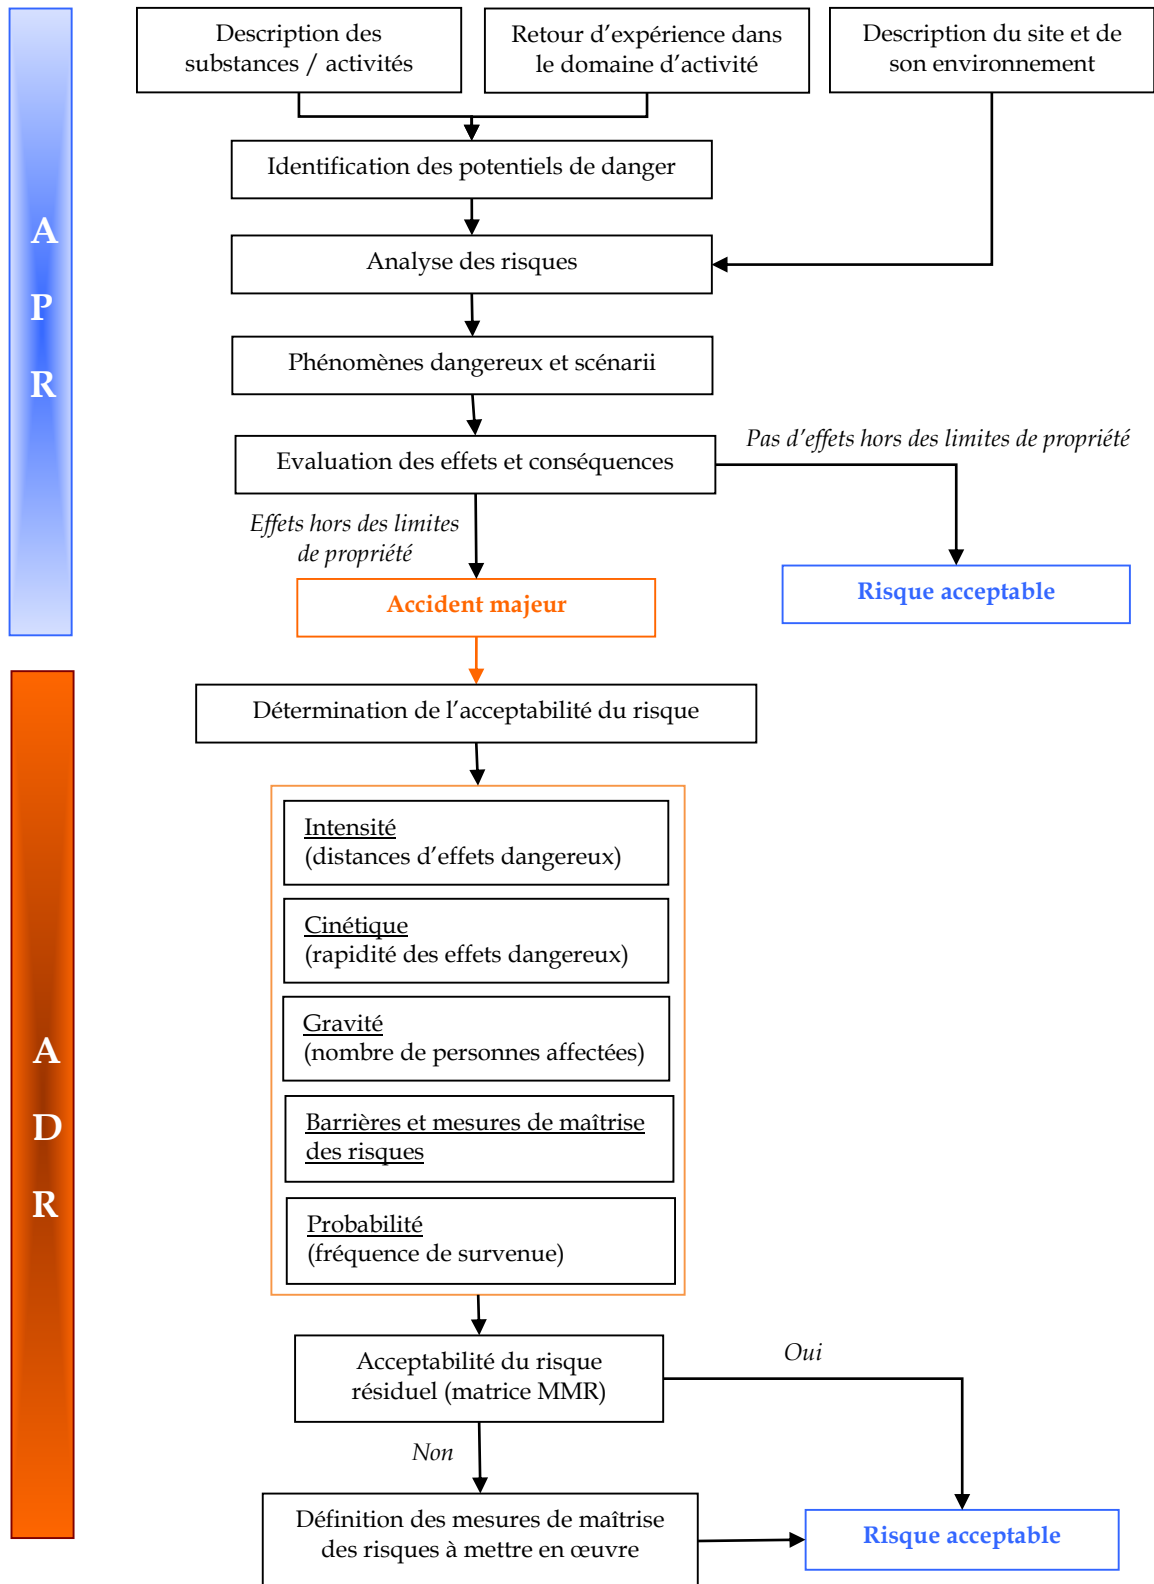 Description des
substances / activités
Retour d’expérience dans
le domaine d’activité
Description du site et de
son environnement
Identification des potentiels de danger
A
P
R
Analyse des risques
Phénomènes dangereux et scénarii
Evaluation des effets et conséquences
Pas d’effets hors des limites de propriété
Effets hors des limites
de propriété
Accident majeur
Risque acceptable
Détermination de l’acceptabilité du risque
A
D
R
Intensité
(distances d’effets dangereux)
Cinétique
(rapidité des effets dangereux)
Gravité
(nombre de personnes affectées)
Barrières et mesures de maîtrise
des risques
Probabilité
(fréquence de survenue)
Acceptabilité du risque
résiduel (matrice MMR)
Oui
Non
Définition des mesures de maîtrise
des risques à mettre en œuvre
Risque acceptable